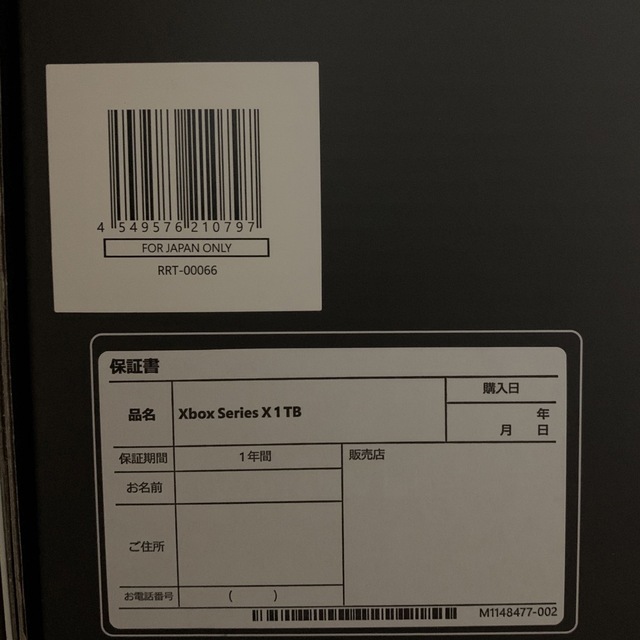 4 549576 210797
FOR JAPAN ONLY
RRT-00066
保証書
品名
Xbox Series X 1 TB
購入日
年
月 日
保証期間
1年間
販売店
お名前
ご住所
お電話番号
( )
M1148477-002